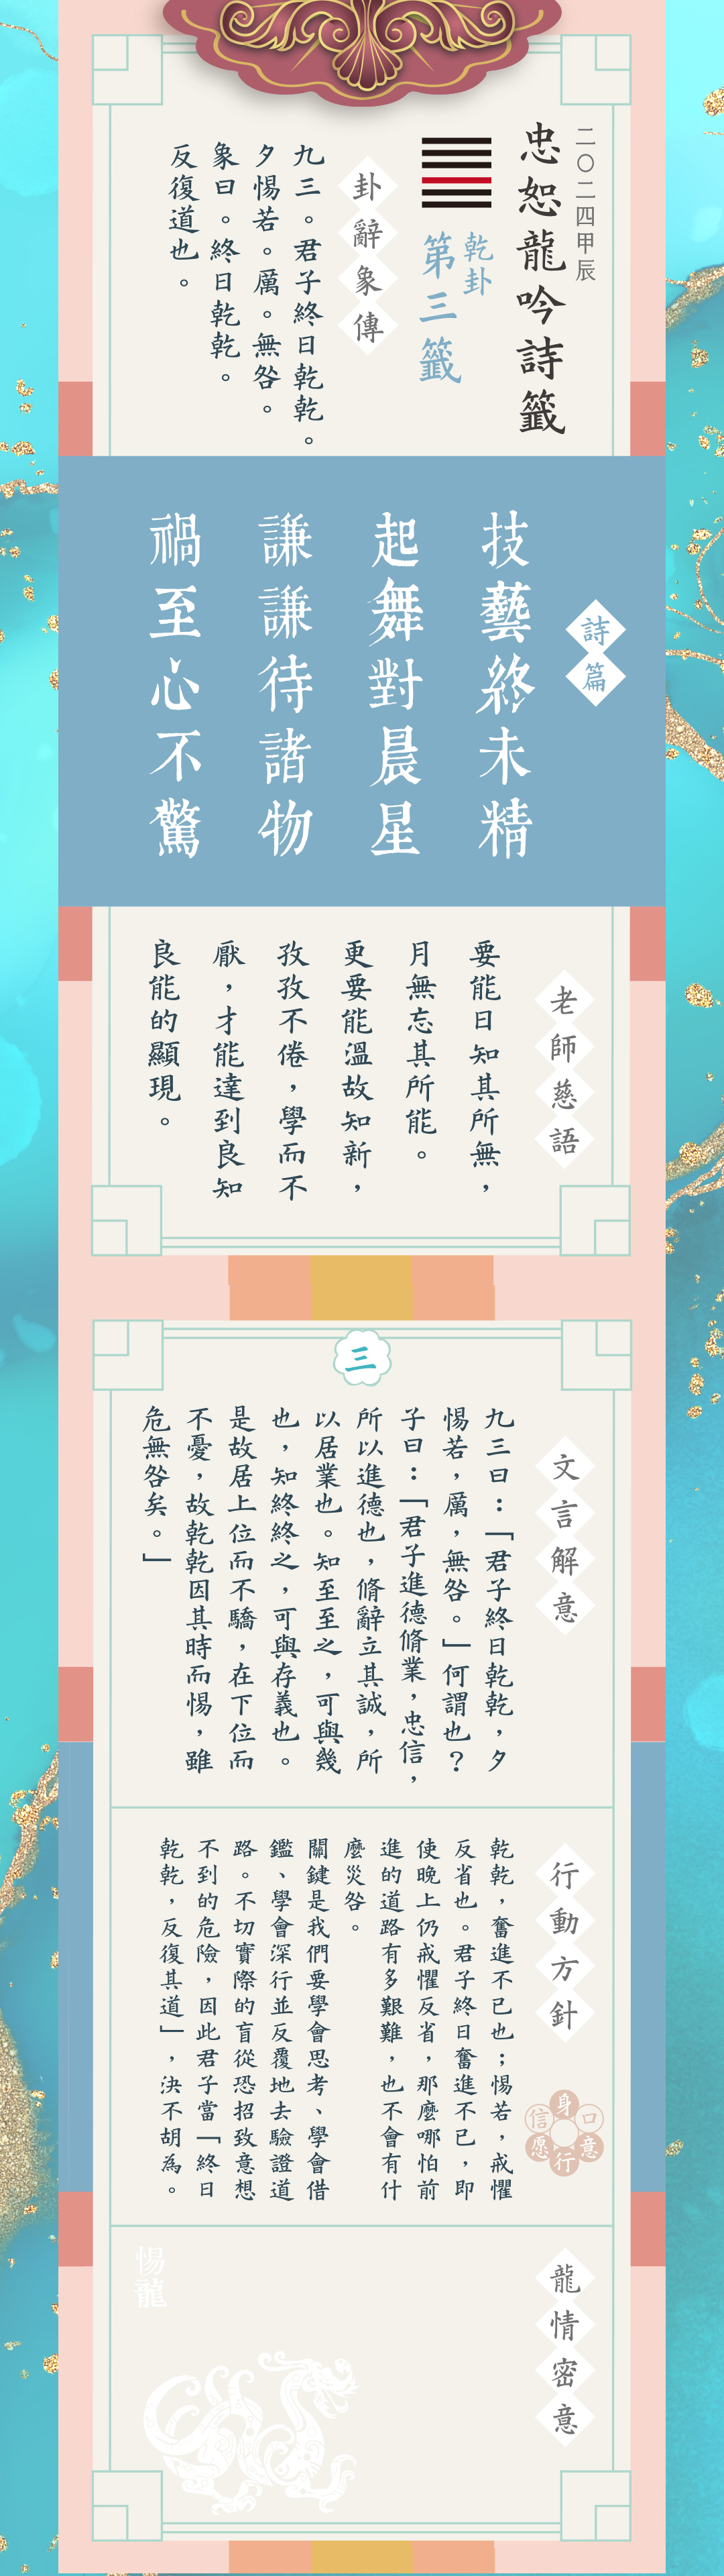 二〇二四甲辰
忠恕龍吟詩籤
乾卦
第三籤
卦辭象傳
九三。君子終日乾乾。
夕惕若。厲。無咎。
象曰。終日乾乾。
反復道也。
詩篇
技藝終未精
起舞對晨星
謙謙待諸物
禍至心不驚
老師慈語
要能日知其所無，
月無忘其所能。
更要能溫故知新，
孜孜不倦，學而不
厭，才能達到良知
良能的顯現。
三
文言解意
九三曰：「君子終日乾乾，夕
惕若，厲，無咎。」何謂也？
子曰：「君子進德脩業，忠信，
所以進德也，脩辭立其誠，所
以居業也。知至至之，可與幾
也，知終終之，可與存義也。
是故居上位而不驕，在下位而
不憂，故乾乾因其時而惕，雖
危無咎矣。」
行動方針
身
口
意
行
愿
信
乾乾，奮進不已也；惕若，戒懼
反省也。君子終日奮進不已，即
使晚上仍戒懼反省，那麼哪怕前
進的道路有多艱難，也不會有什
麼災咎。
關鍵是我們要學會思考、學會借
鑑、學會深行並反覆地去驗證道
路。不切實際的盲從恐招致意想
不到的危險，因此君子當「終日
乾乾，反復其道」，決不胡為。
龍情密意
惕龍